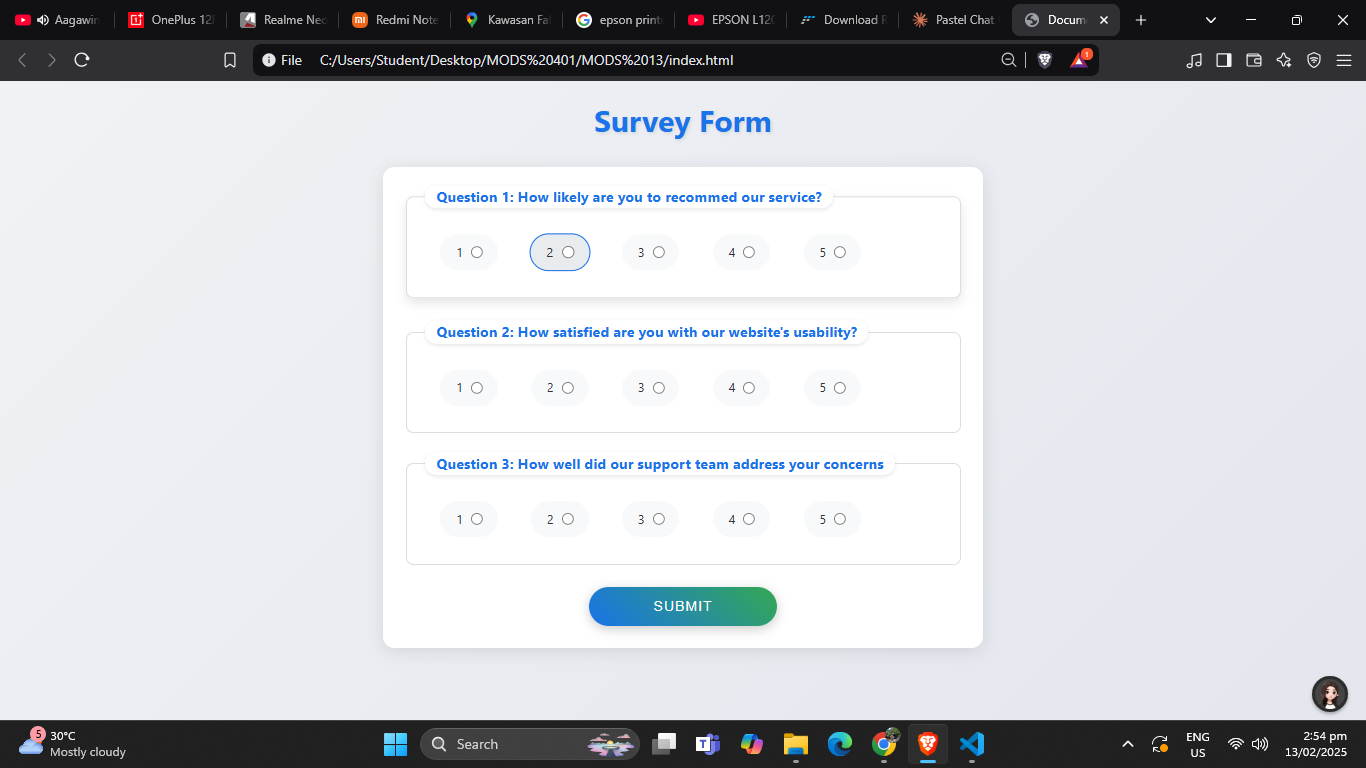 Aagawin
OnePlus 12
Realme Neo
Redmi Note
Kawasan Fal
epson print
EPSON L120
Download
Pastel Chat
Docum
File C:/Users/Student/Desktop/MODS%20401/MODS%2013/index.html
1
Survey Form
Question 1: How likely are you to recommed our service?
1 2 3 4 5
Question 2: How satisfied are you with our website's usability?
1 2 3 4 5
Question 3: How well did our support team address your concerns
1 2 3 4 5
SUBMIT
5
30°C
Mostly cloudy
Search
ENG
US
2:54 pm
13/02/2025